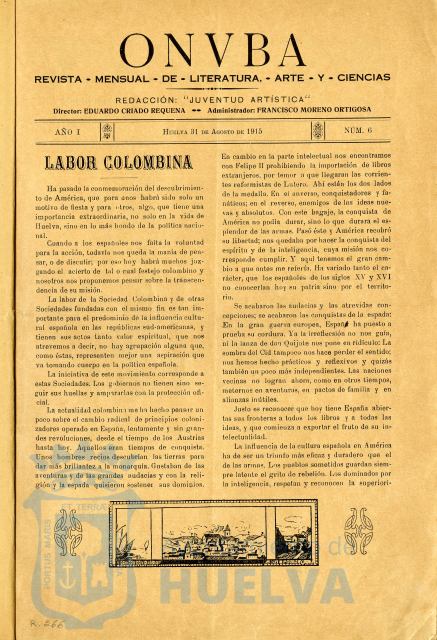 ONVBA
REVISTA - MENSUAL - DE - LITERATURA, - ARTE - Y - CIENCIAS
REDACCIÓN: "JUVENTUD ARTÍSTICA"
Director: EDUARDO CRIADO REQUENA Administrador: FRANCISCO MORENO ORTIGOSA
AÑO I
HUELVA 31 DE AGOSTO DE 1915
NÚM. 6
LABOR COLOMBINA
Ha pasado la conmemoración del descubrimien-
to de América, que para unos habrá sido solo un
motivo de fiesta y para otros, algo, que tiene una
importancia extraordinaria, no solo en la vida de
Huelva, sino en lo más hondo de la política nacio-
nal.
Cuando a los españoles nos falta la voluntad
para la acción, todavía nos queda la manía de pen-
sar, o de discutir; por eso hoy habrá muchos juz-
gando el acierto de tal o cual festejo colombino y
nosotros nos proponemos pensar sobre la trascenden-
cia de su misión.
La labor de la Sociedad Colombina y de otras
Sociedades fundadas con el mismo fin es tan im-
portante para el predominio de la influencia cultu-
ral española en las repúblicas sud-americanas, y
tienen sus actos tanto valor espiritual, que nos
atrevemos a decir, no hay agrupación alguna que,
como éstas, representen mejor una aspiración que
va tomando cuerpo en la política española.
La iniciativa de este movimiento corresponde a
estas Sociedades. Los gobiernos no tienen sino se-
guir sus huellas y ampararlas con la protección ofi-
cial.
La actualidad colombina me ha hecho pensar un
poco sobre el cambio radical de principios coloni-
zadores operado en España, lentamente y sin gran-
des revoluciones, desde el tiempo de los Austrias
hasta hoy. Aquellos eran tiempos de conquista.
Unos hombres recios descubrían las tierras para
dar más brillantez a la monarquía. Gustaban de las
aventuras y de las grandes audacias y con la reli-
gión y la espada quisieron sostener sus dominios.
En cambio en la parte intelectual nos encontramos
con Felipe II prohibiendo la importación de libros
extranjeros, por temor a que llegaran las corrien-
tes reformistas de Lutero. Ahí están los dos lados
de la medalla. En el anverso, conquistadores y fa-
náticos; en el reverso, enemigos de las ideas nue-
vas y absolutos. Con este bagaje, la conquista de
América no podía durar, sino lo que durara el es-
plendor de las armas. Pasó éste y América recobró
su libertad; nos quedaba por hacer la conquista del
espíritu y de la inteligencia, cuya misión nos co-
rresponde cumplir. Y aquí tenemos el gran cam-
bio a que antes me refería. Ha variado tanto el ca-
rácter, que los españoles de los siglos XV y XVI
no conocerían hoy su patria sino por el territo-
rio.
Se acabaron las audacias y las atrevidas con-
cepciones; se acabaron las conquistas de la espada:
En la gran guerra europea, España ha puesto a
prueba su cordura. Ya la irreflexión no nos guía,
ni la lanza de don Quijote nos pone en ridículo: La
sombra del Cid tampoco nos hace perder el sentido;
nos hemos hecho prácticos y reflexivos y quizás
también un poco más independientes. Las naciones
vecinas no logran ahora, como en otros tiempos,
meternos en aventuras, en pactos de familia y en
alianzas inútiles.
Justo es reconocer que hoy tiene España abier-
tas sus fronteras a todos los libros y a todas las
ideas, y que comienza a exportar el fruto de su in-
telectualidad.
La influencia de la cultura española en América
ha de ser un triunfo más eficaz y duradero que el
de las armas. Los pueblos sometidos guardan siem-
pre latente el grito de rebelión. Los dominados por
la inteligencia, respetan y reconocen la superiori-
PORTUS MARIS
TERRAE
de
HUELVA
R. 266